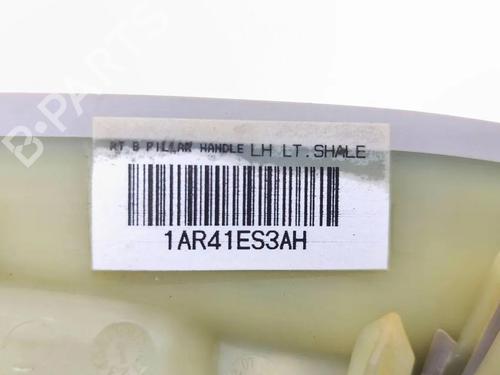 B-PARTS
RT B PILLAR HANDLE LH LT.SHALE
1AR41ES3AH